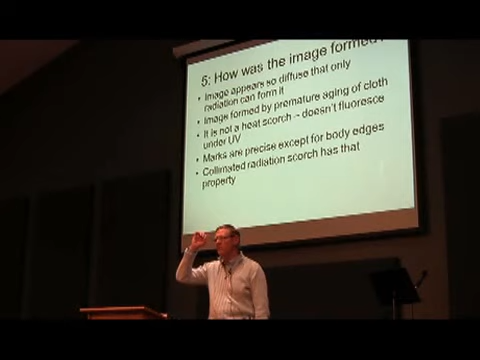 5: How was the image formed?
• Image appears so diffuse that only
radiation can form it
• Image formed by premature aging of cloth
• It is not a heat scorch ~ doesn't fluoresce
under UV
• Marks are precise except for body edges
• Collimated radiation scorch has that
property